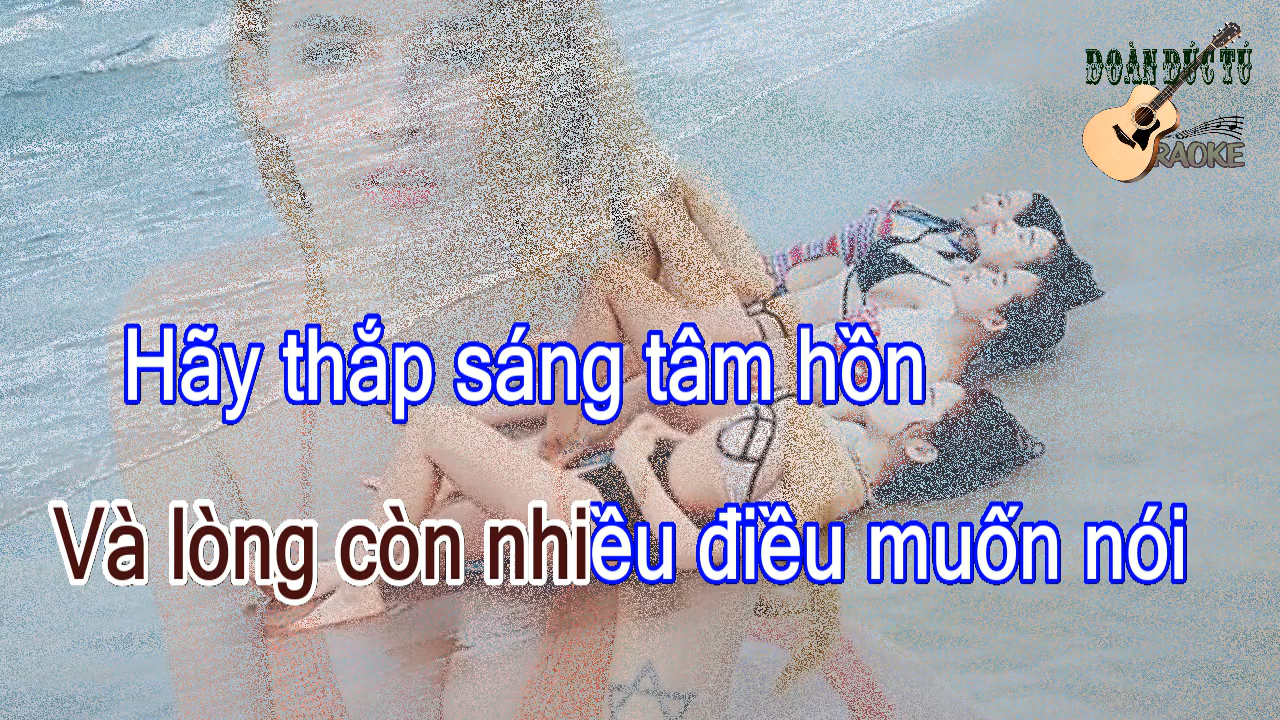 ĐOÀN ĐỨC TÚ
RAOKE
Hãy thắp sáng tâm hồn
Và lòng còn nhiều điều muốn nói